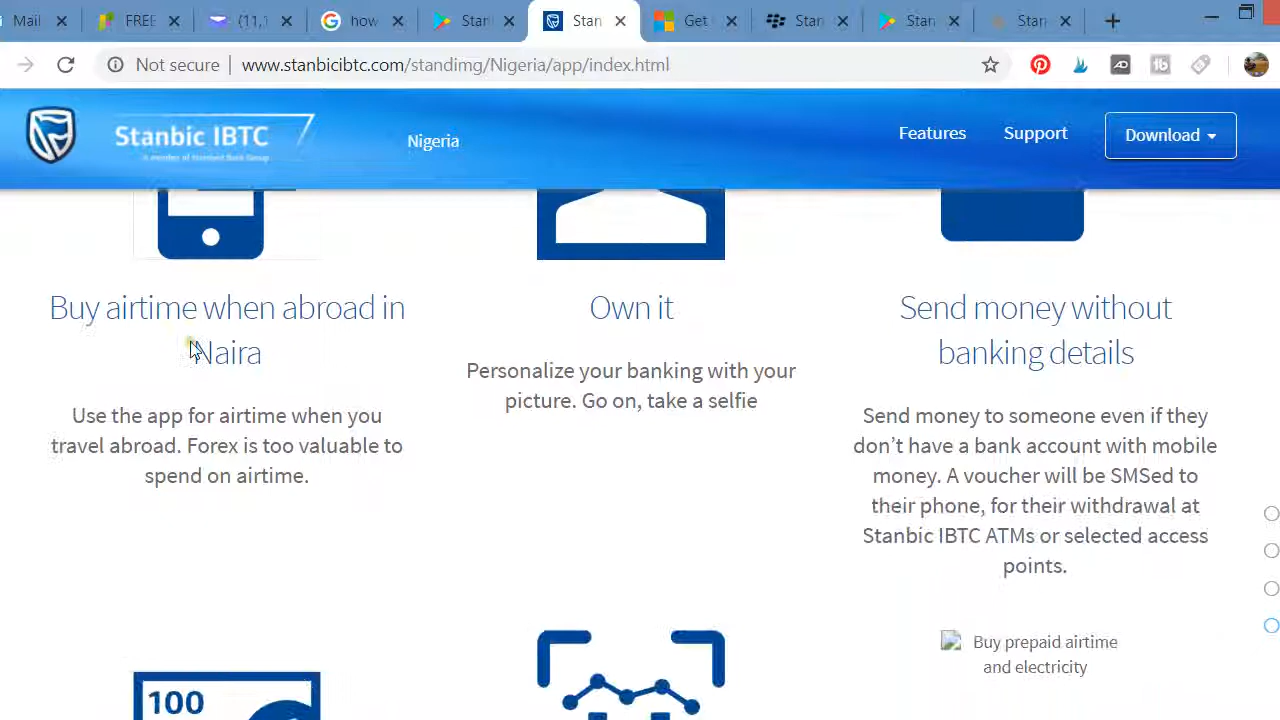 Mail
FREE
(11,1
how
Stan
Stan
Get
Stan
Stan
Stan
Not secure
www.stanbicibtc.com/standimg/Nigeria/app/index.html
Stanbic IBTC
A member of Standard Bank Group
Nigeria
Features
Support
Download
Buy airtime when abroad in
Naira
Use the app for airtime when you
travel abroad. Forex is too valuable to
spend on airtime.
Own it
Personalize your banking with your
picture. Go on, take a selfie
Send money without
banking details
Send money to someone even if they
don’t have a bank account with mobile
money. A voucher will be SMSed to
their phone, for their withdrawal at
Stanbic IBTC ATMs or selected access
points.
100
Buy prepaid airtime
and electricity